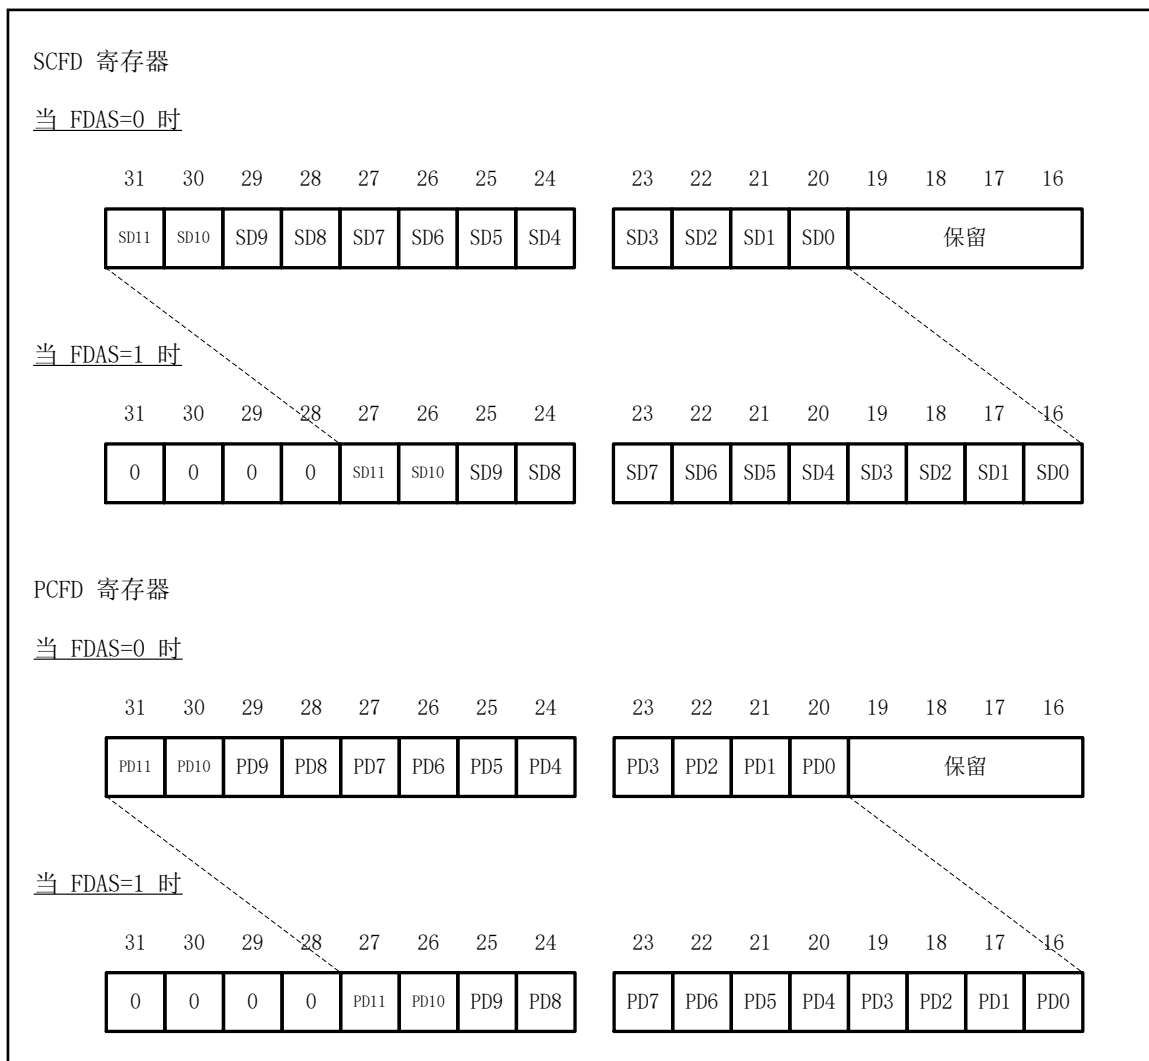 SCFD 寄存器
当 FDAS=0 时
31 30 29 28 27 26 25 24 23 22 21 20 19 18 17 16
SD11 SD10 SD9 SD8 SD7 SD6 SD5 SD4 SD3 SD2 SD1 SD0 保留
当 FDAS=1 时
31 30 29 28 27 26 25 24 23 22 21 20 19 18 17 16
0 0 0 0 SD11 SD10 SD9 SD8 SD7 SD6 SD5 SD4 SD3 SD2 SD1 SD0
PCFD 寄存器
当 FDAS=0 时
31 30 29 28 27 26 25 24 23 22 21 20 19 18 17 16
PD11 PD10 PD9 PD8 PD7 PD6 PD5 PD4 PD3 PD2 PD1 PD0 保留
当 FDAS=1 时
31 30 29 28 27 26 25 24 23 22 21 20 19 18 17 16
0 0 0 0 PD11 PD10 PD9 PD8 PD7 PD6 PD5 PD4 PD3 PD2 PD1 PD0